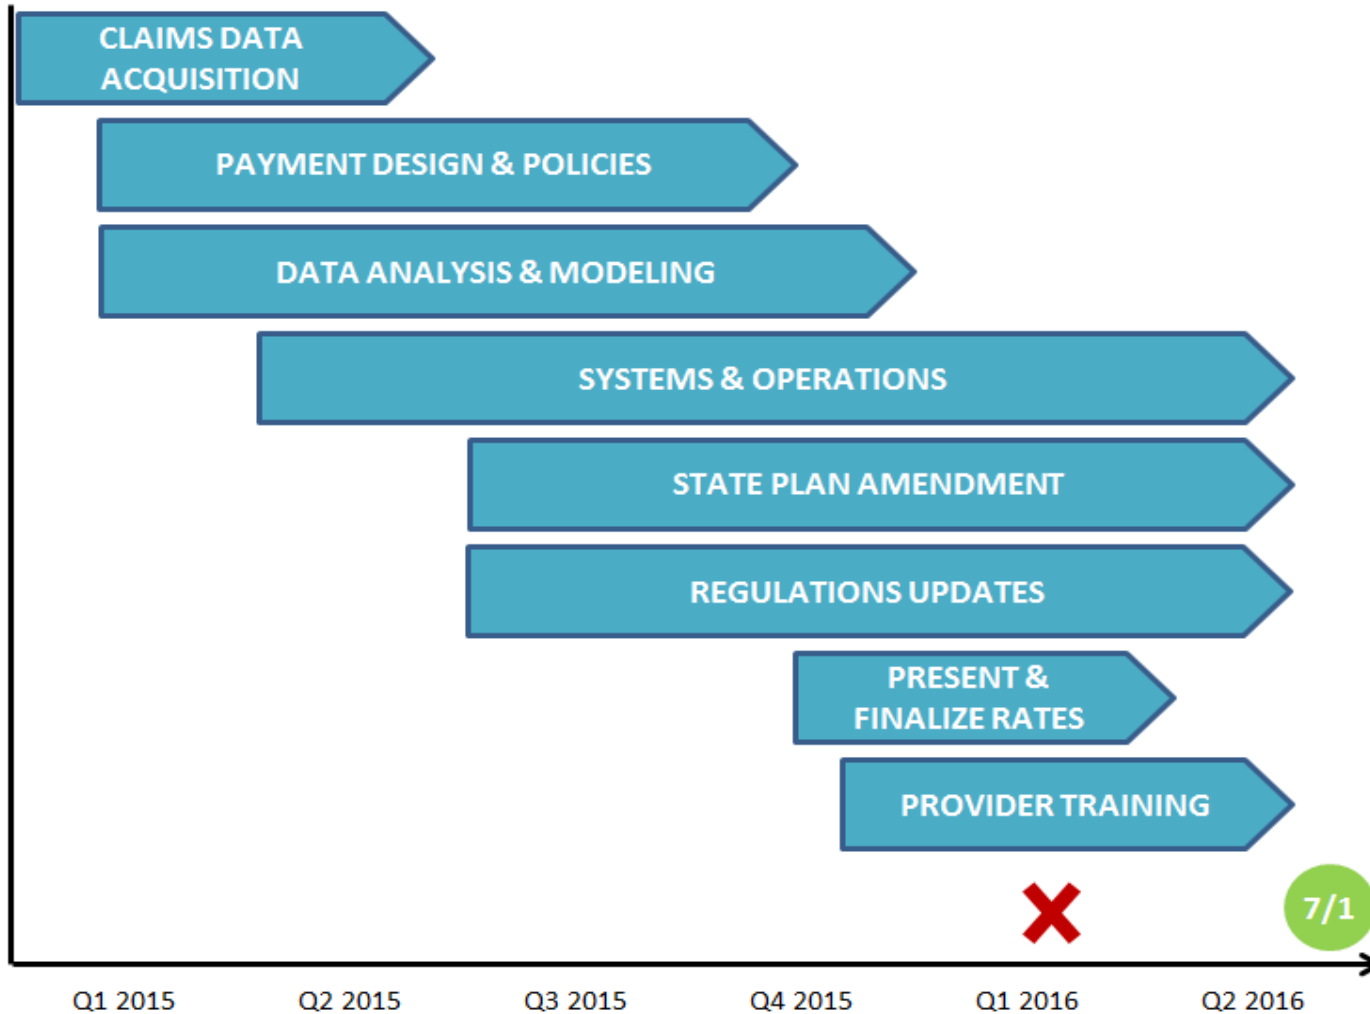 CLAIMS DATA
ACQUISITION
PAYMENT DESIGN & POLICIES
DATA ANALYSIS & MODELING
SYSTEMS & OPERATIONS
STATE PLAN AMENDMENT
REGULATIONS UPDATES
PRESENT &
FINALIZE RATES
PROVIDER TRAINING
7/1
Q1 2015 Q2 2015 Q3 2015 Q4 2015 Q1 2016 Q2 2016